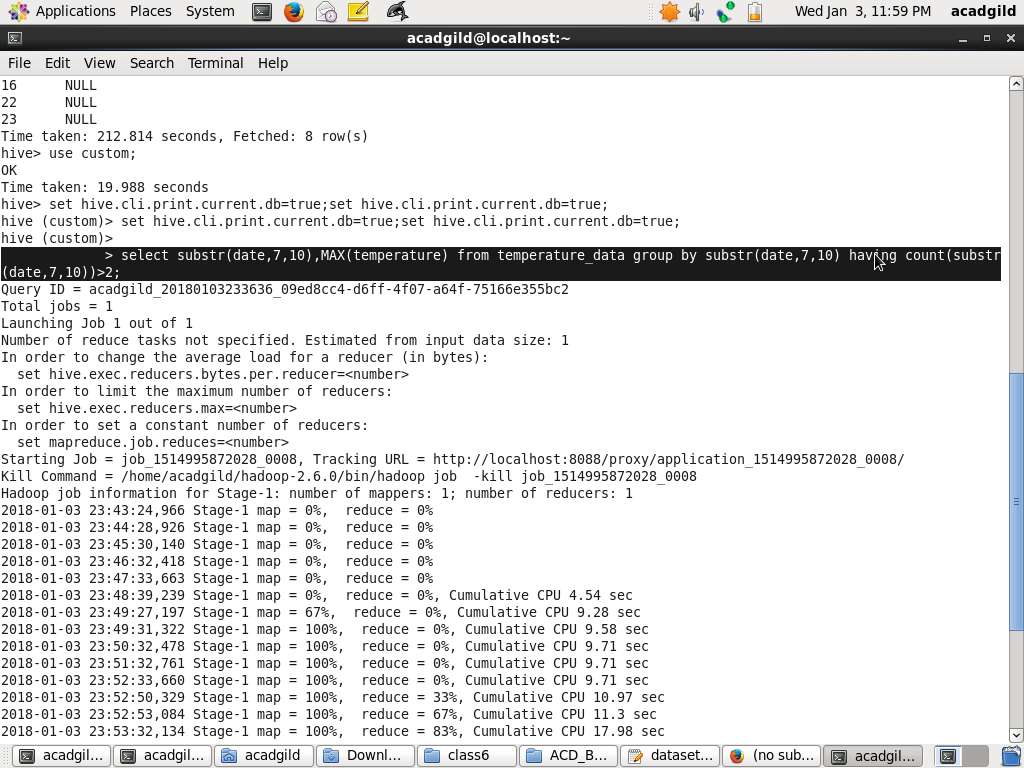 Applications Places System Wed Jan 3, 11:59 PM acadgild
acadgild@localhost:~
File Edit View Search Terminal Help
16 NULL
22 NULL
23 NULL
Time taken: 212.814 seconds, Fetched: 8 row(s)
hive> use custom;
OK
Time taken: 19.988 seconds
hive> set hive.cli.print.current.db=true;set hive.cli.print.current.db=true;
hive (custom)> set hive.cli.print.current.db=true;set hive.cli.print.current.db=true;
hive (custom)>
> select substr(date,7,10),MAX(temperature) from temperature_data group by substr(date,7,10) having count(substr
(date,7,10))>2;
Query ID = acadgild_20180103233636_09ed8cc4-d6ff-4f07-a64f-75166e355bc2
Total jobs = 1
Launching Job 1 out of 1
Number of reduce tasks not specified. Estimated from input data size: 1
In order to change the average load for a reducer (in bytes):
set hive.exec.reducers.bytes.per.reducer=<number>
In order to limit the maximum number of reducers:
set hive.exec.reducers.max=<number>
In order to set a constant number of reducers:
set mapreduce.job.reduces=<number>
Starting Job = job_1514995872028_0008, Tracking URL = http://localhost:8088/proxy/application_1514995872028_0008/
Kill Command = /home/acadgild/hadoop-2.6.0/bin/hadoop job -kill job_1514995872028_0008
Hadoop job information for Stage-1: number of mappers: 1; number of reducers: 1
2018-01-03 23:43:24,966 Stage-1 map = 0%, reduce = 0%
2018-01-03 23:44:28,926 Stage-1 map = 0%, reduce = 0%
2018-01-03 23:45:30,140 Stage-1 map = 0%, reduce = 0%
2018-01-03 23:46:32,418 Stage-1 map = 0%, reduce = 0%
2018-01-03 23:47:33,663 Stage-1 map = 0%, reduce = 0%
2018-01-03 23:48:39,239 Stage-1 map = 0%, reduce = 0%, Cumulative CPU 4.54 sec
2018-01-03 23:49:27,197 Stage-1 map = 67%, reduce = 0%, Cumulative CPU 9.28 sec
2018-01-03 23:49:31,322 Stage-1 map = 100%, reduce = 0%, Cumulative CPU 9.58 sec
2018-01-03 23:50:32,478 Stage-1 map = 100%, reduce = 0%, Cumulative CPU 9.71 sec
2018-01-03 23:51:32,761 Stage-1 map = 100%, reduce = 0%, Cumulative CPU 9.71 sec
2018-01-03 23:52:33,660 Stage-1 map = 100%, reduce = 0%, Cumulative CPU 9.71 sec
2018-01-03 23:52:50,329 Stage-1 map = 100%, reduce = 33%, Cumulative CPU 10.97 sec
2018-01-03 23:52:53,084 Stage-1 map = 100%, reduce = 67%, Cumulative CPU 11.3 sec
2018-01-03 23:53:32,134 Stage-1 map = 100%, reduce = 83%, Cumulative CPU 17.98 sec
acadgil... acadgil... acadgild Downl... class6 ACD_B... dataset... (no sub... acadgil...